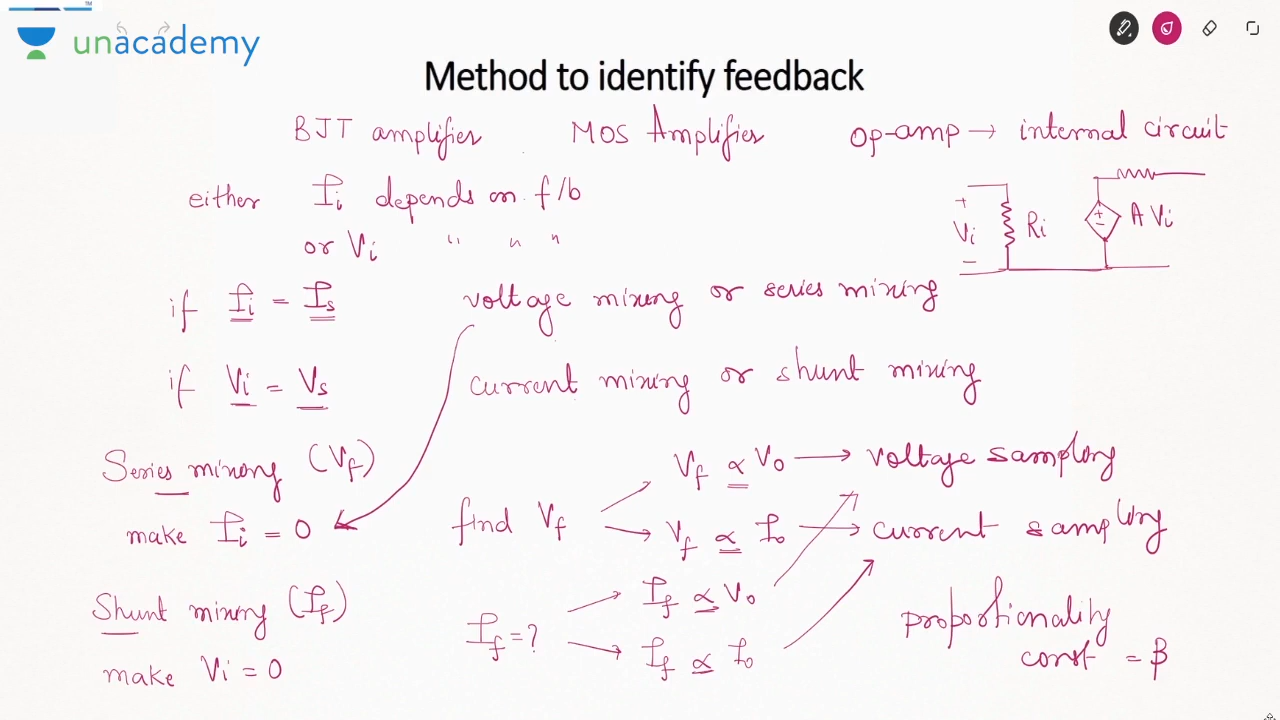 unacademy
TM
Method to identify feedback
BJT amplifier MOS Amplifier Op-amp → internal circuit
either Ii depends on f/b
or Vi " " "
+ Vi − Ri + − A Vi
if Ii = Is voltage mixing or series mixing
if Vi = Vs current mixing or shunt mixing
Series mixing (Vf)
make Ii = 0
find Vf
Vf ∝ Vo → voltage sampling
Vf ∝ Io → current sampling
Shunt mixing (If)
make Vi = 0
If = ?
If ∝ Vo
If ∝ Io
proportionality
const = β